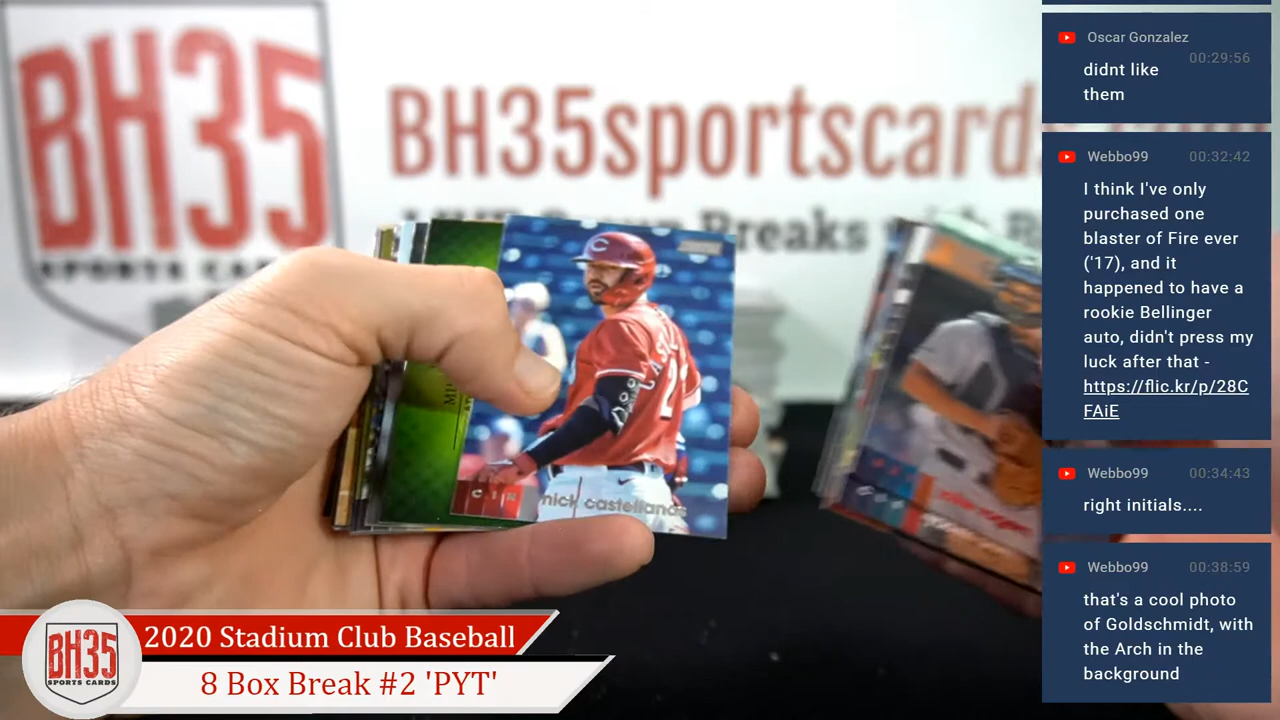 BH35
SPORTS CARDS
BH35sportscards
Breaks with
C
CIN
nick castellanos
BH35
SPORTS CARDS
2020 Stadium Club Baseball
8 Box Break #2 'PYT'
Oscar Gonzalez
00:29:56
didnt like
them
Webbo99 00:32:42
I think I've only
purchased one
blaster of Fire ever
('17), and it
happened to have a
rookie Bellinger
auto, didn't press my
luck after that -
https://flic.kr/p/28C
FAiE
Webbo99 00:34:43
right initials....
Webbo99 00:38:59
that's a cool photo
of Goldschmidt, with
the Arch in the
background